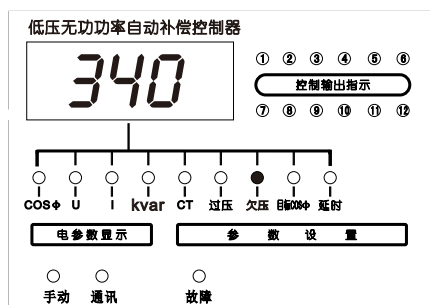 低压无功功率自动补偿控制器
340
① ② ③ ④ ⑤ ⑥
控制输出指示
⑦ ⑧ ⑨ ⑩ ⑪ ⑫
COSΦ U I kvar CT 过压 欠压 目标COSΦ 延时
电参数显示 参数设置
手动 通讯 故障